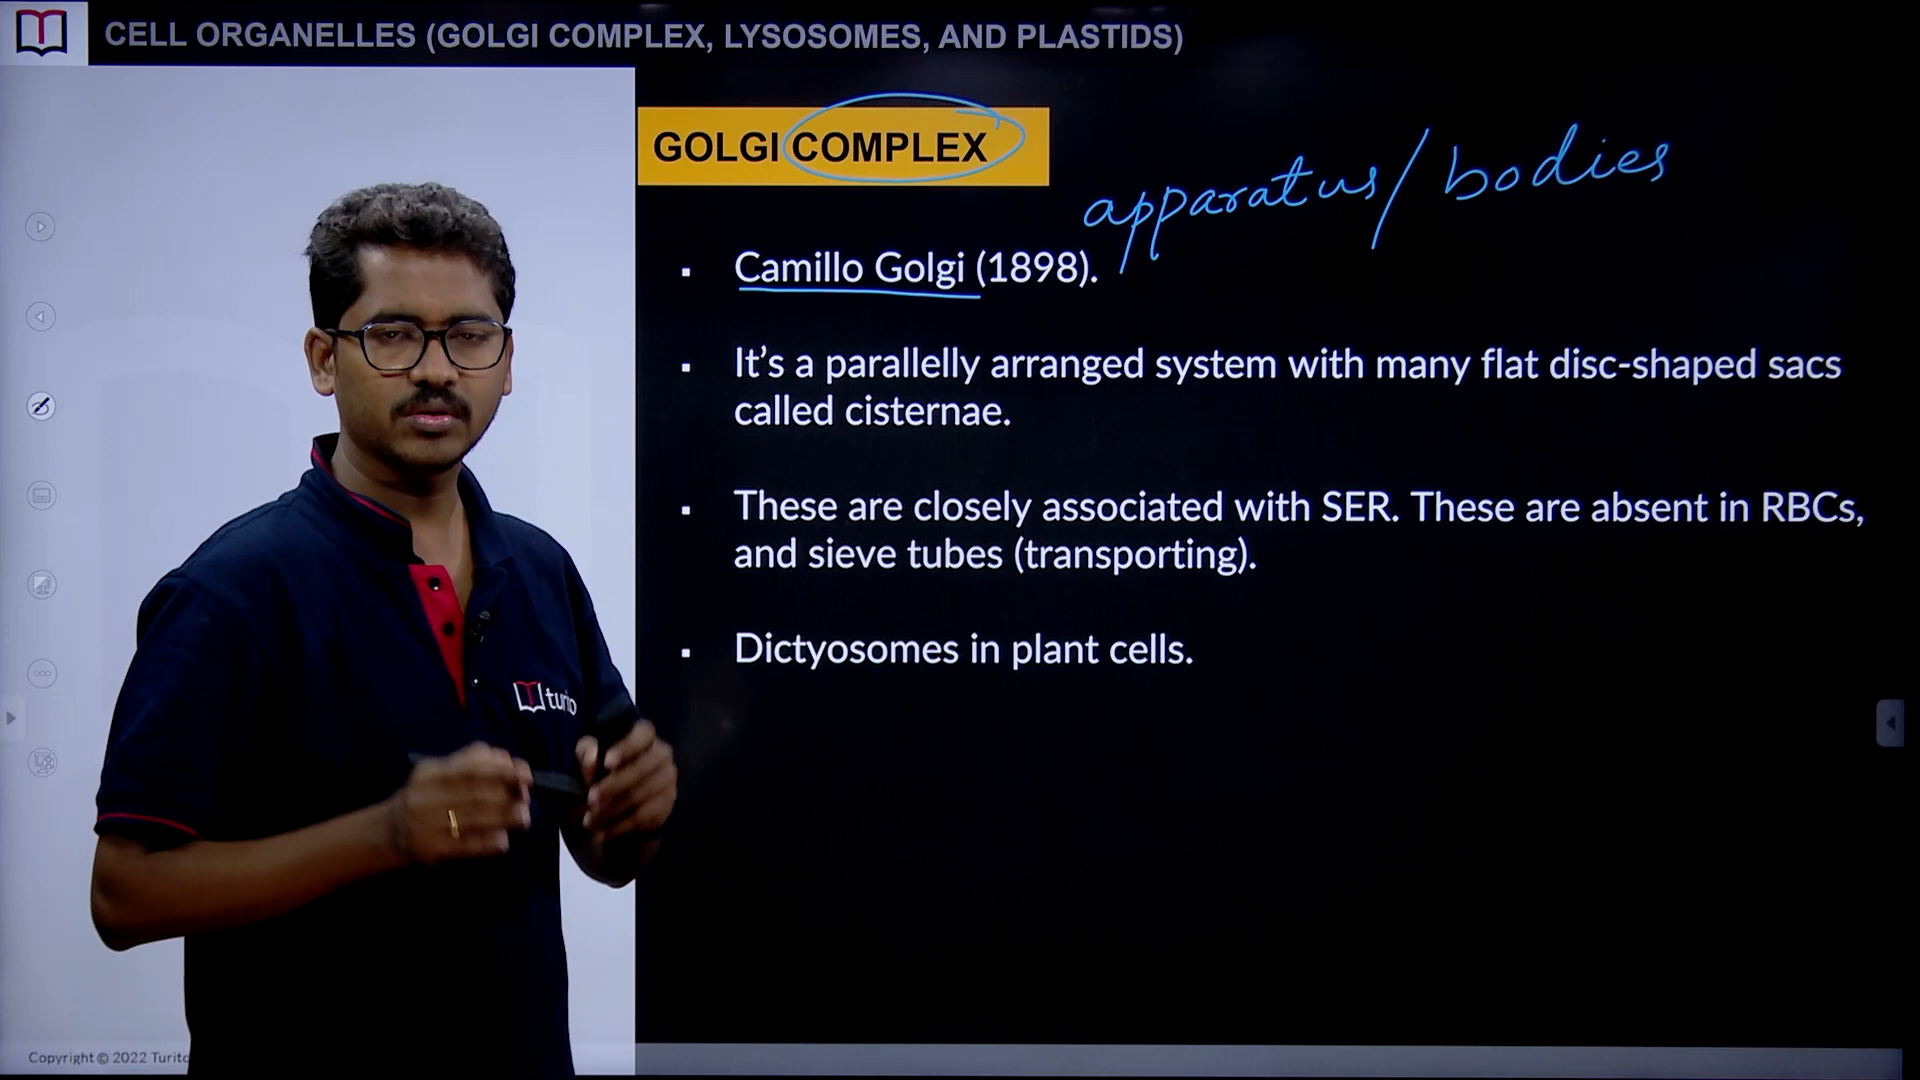 CELL ORGANELLES (GOLGI COMPLEX, LYSOSOMES, AND PLASTIDS)
GOLGI COMPLEX
apparatus/bodies
Camillo Golgi (1898).
It’s a parallelly arranged system with many flat disc-shaped sacs
called cisternae.
These are closely associated with SER. These are absent in RBCs,
and sieve tubes (transporting).
Dictyosomes in plant cells.
turito
Copyright © 2022 Turito